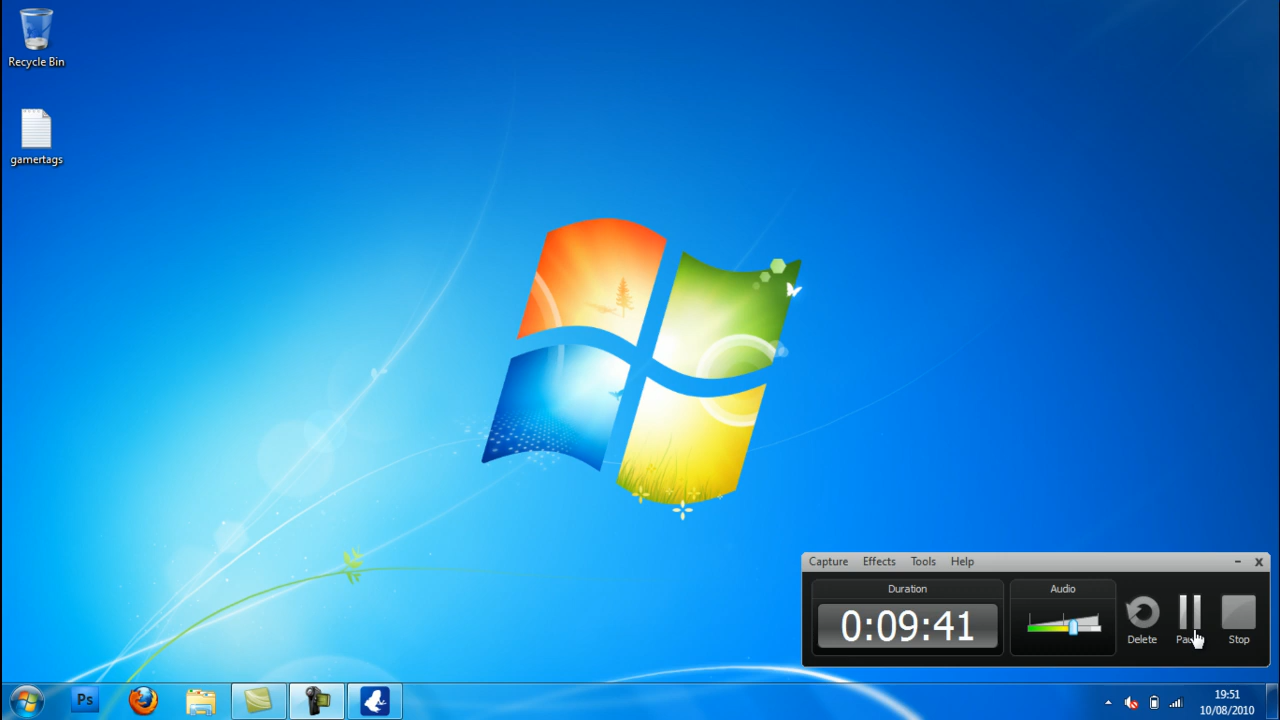 Recycle Bin
gamertags
Capture Effects Tools Help
Duration
Audio
0:09:41
Delete
Stop
Ps
19:51
10/08/2010